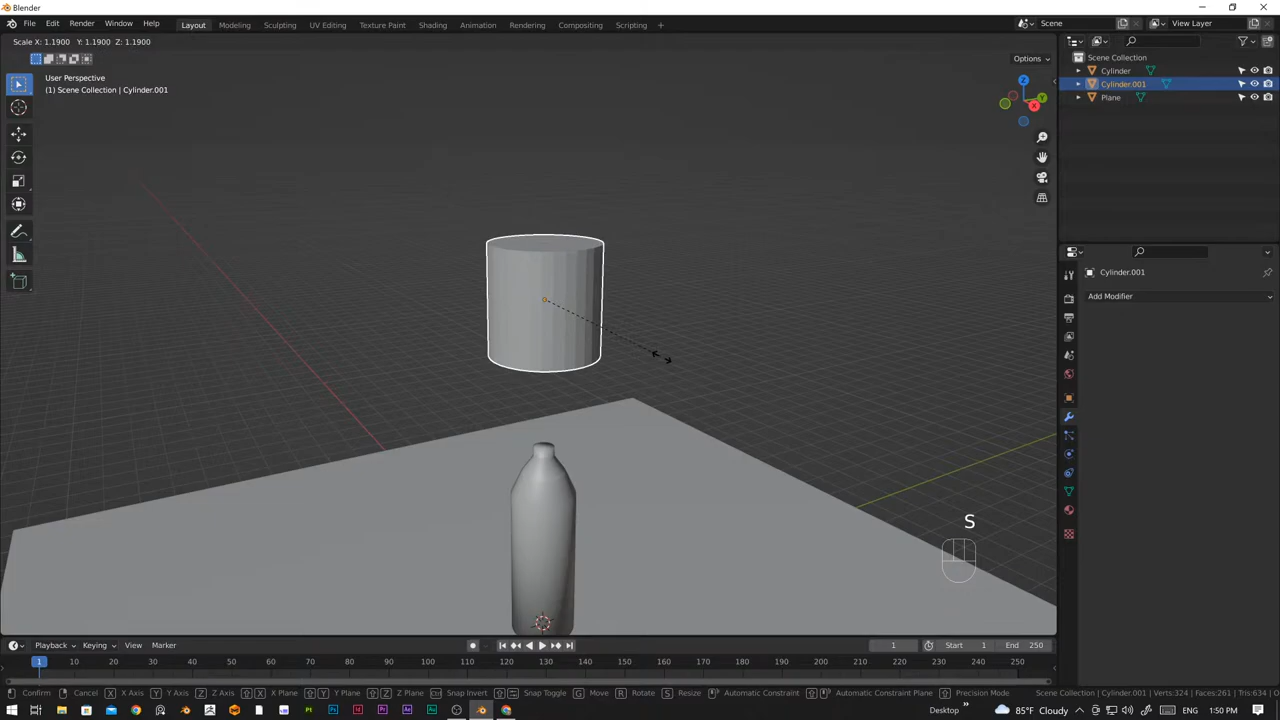 Blender
File Edit Render Window Help
Layout Modeling Sculpting UV Editing Texture Paint Shading Animation Rendering Compositing Scripting +
Scene
View Layer
Scale X: 1.1900 Y: 1.1900 Z: 1.1900
Options
User Perspective
(1) Scene Collection | Cylinder.001
Z
Y
X
Scene Collection
Cylinder
Cylinder.001
Plane
Cylinder.001
Add Modifier
S
Playback Keying View Marker
1
Start 1 End 250
1 10 20 30 40 50 60 70 80 90 100 110 120 130 140 150 160 170 180 190 200 210 220 230 240 250
Confirm Cancel X X Axis Y Y Axis Z Z Axis X X Plane Y Y Plane Z Z Plane Snap Invert Snap Toggle G Move R Rotate S Resize Automatic Constraint Automatic Constraint Plane Precision Mode
Scene Collection | Cylinder.001 | Verts:324 | Faces:261 | Tris:634
Desktop
85°F Cloudy
ENG 1:50 PM